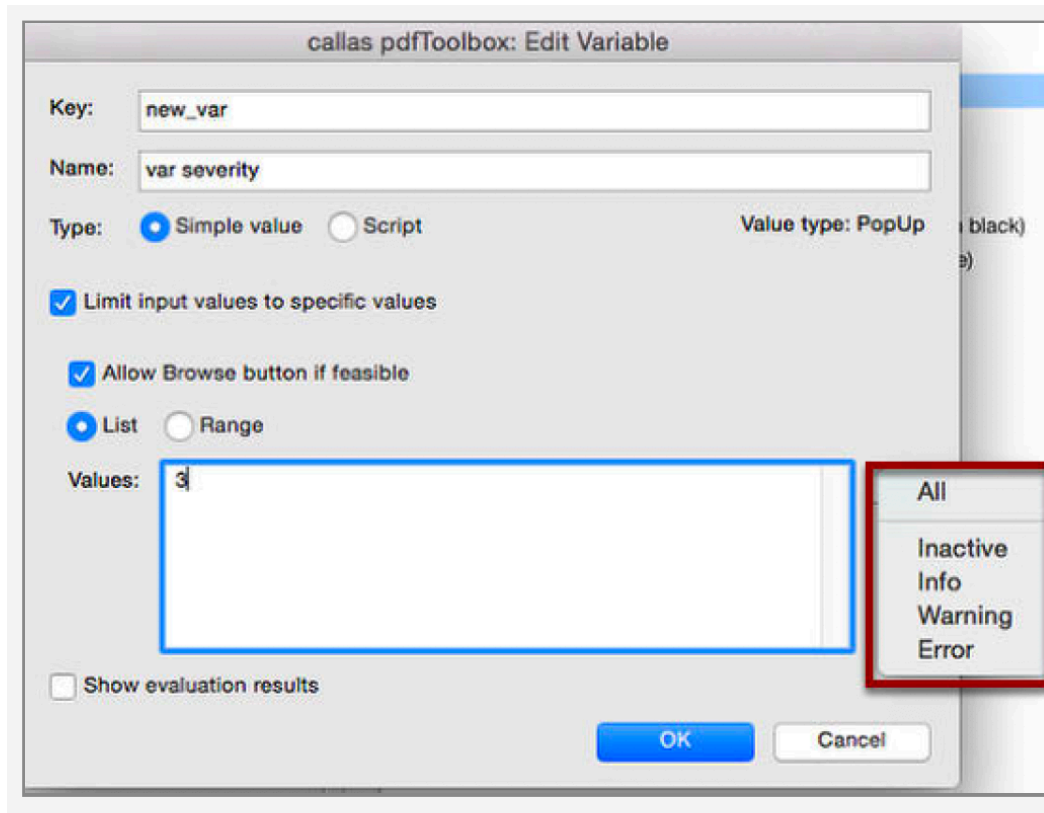 callas pdfToolbox: Edit Variable
Key: new_var
Name: var severity
Type: Simple value Script Value type: PopUp
black)
Limit input values to specific values
Allow Browse button if feasible
List Range
Values: 3
All
Inactive
Info
Warning
Error
Show evaluation results
OK Cancel